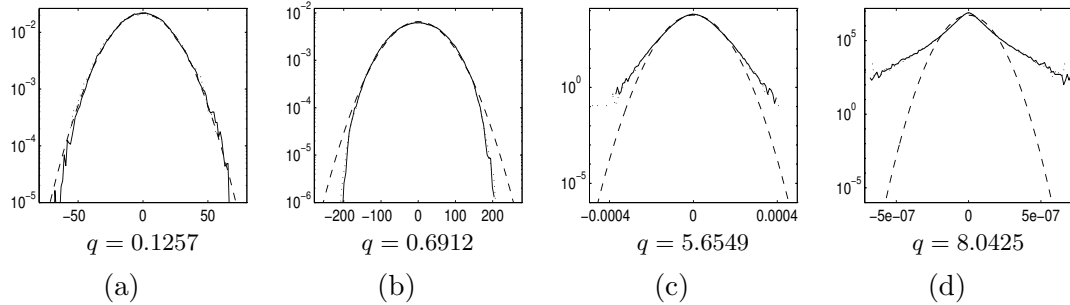 10^{-2}
10^{-3}
10^{-4}
10^{-5}
−50 0 50
q = 0.1257
(a)
10^{-2}
10^{-3}
10^{-4}
10^{-5}
10^{-6}
−200 −100 0 100 200
q = 0.6912
(b)
10^{0}
10^{-5}
−0.0004 0 0.0004
q = 5.6549
(c)
10^{5}
10^{0}
10^{-5}
−5e−07 0 5e−07
q = 8.0425
(d)